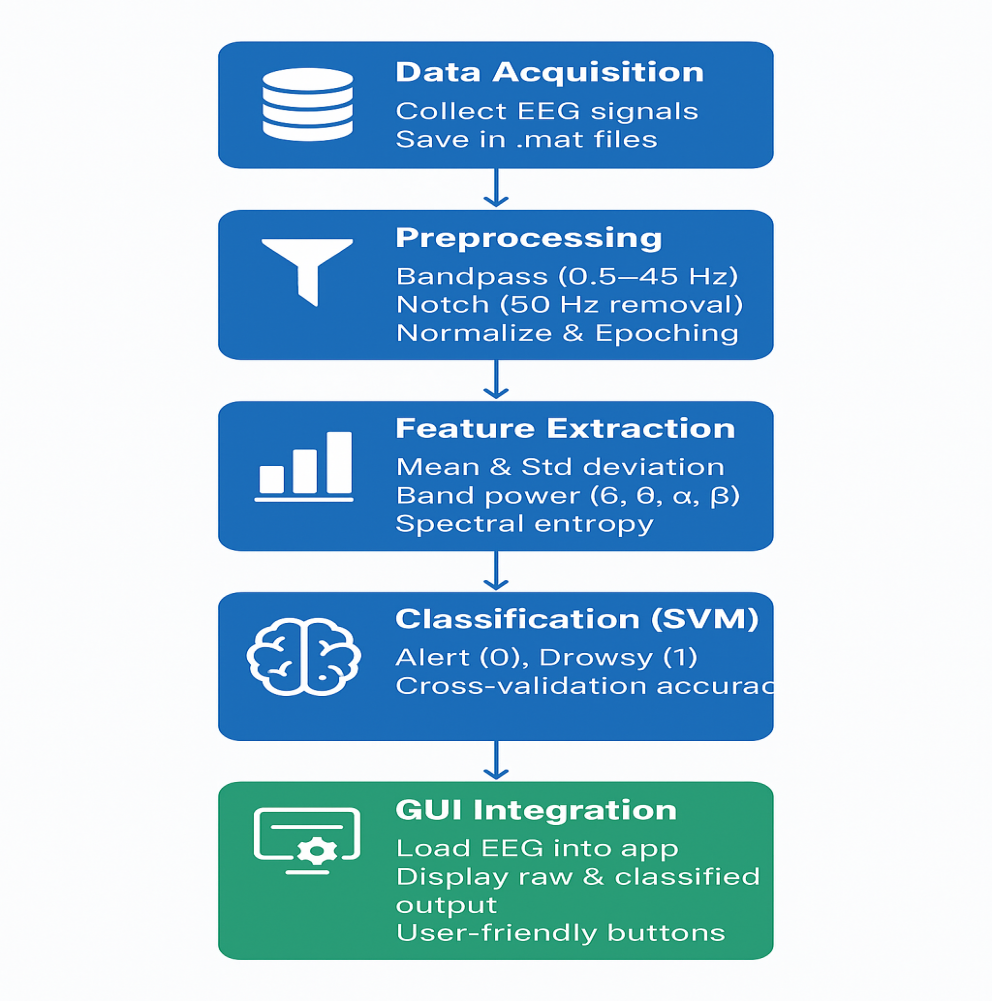 Data Acquisition
Collect EEG signals
Save in .mat files
Preprocessing
Bandpass (0.5–45 Hz)
Notch (50 Hz removal)
Normalize & Epoching
Feature Extraction
Mean & Std deviation
Band power (6, θ, α, β)
Spectral entropy
Classification (SVM)
Alert (0), Drowsy (1)
Cross-validation accurac
GUI Integration
Load EEG into app
Display raw & classified
output
User-friendly buttons